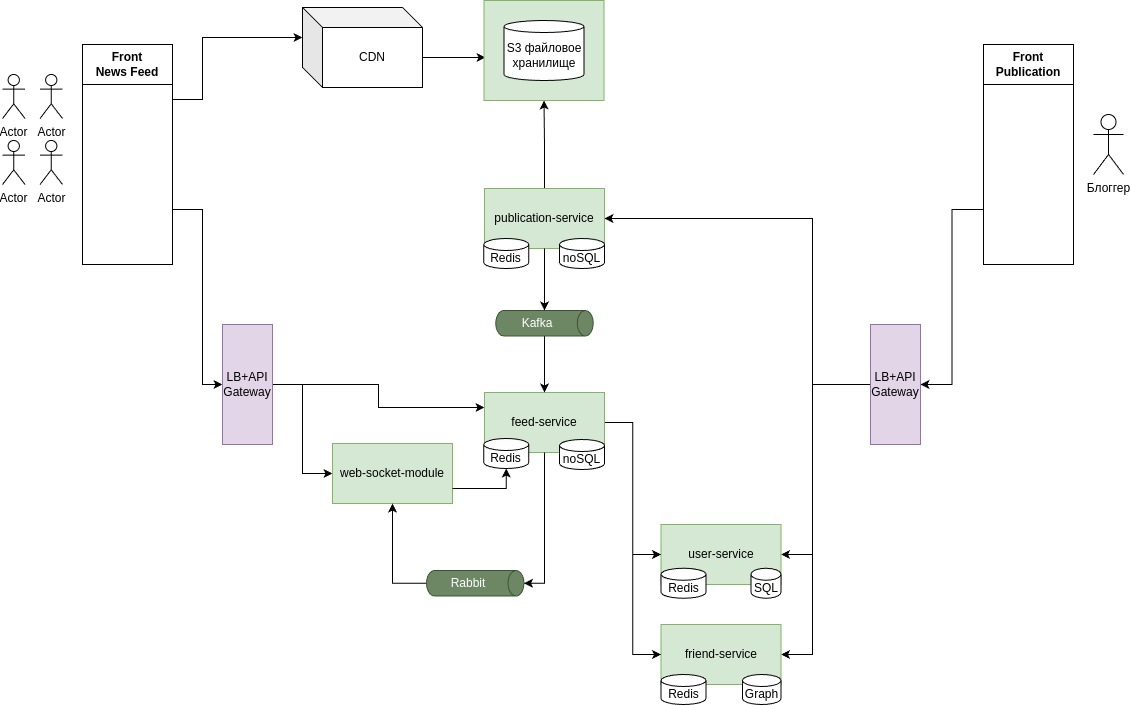 Front
News Feed
CDN
S3 файловое
хранилище
Front
Publication
Actor
Actor
Actor
Actor
Блоггер
publication-service
Redis
noSQL
Kafka
LB+API
Gateway
LB+API
Gateway
feed-service
Redis
noSQL
web-socket-module
Rabbit
user-service
Redis
SQL
friend-service
Redis
Graph